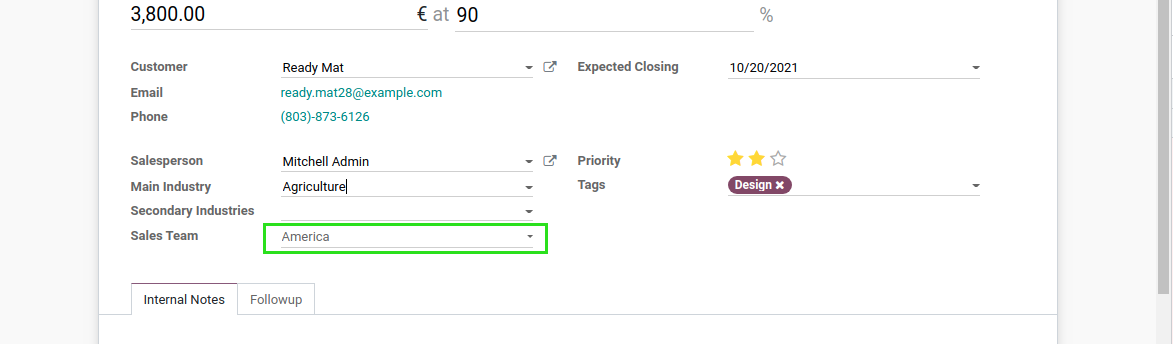 3,800.00 € at 90 %
Customer Ready Mat Expected Closing 10/20/2021
Email ready.mat28@example.com
Phone (803)-873-6126
Salesperson Mitchell Admin Priority
Main Industry Agriculture Tags Design ✖
Secondary Industries
Sales Team America
Internal Notes Followup